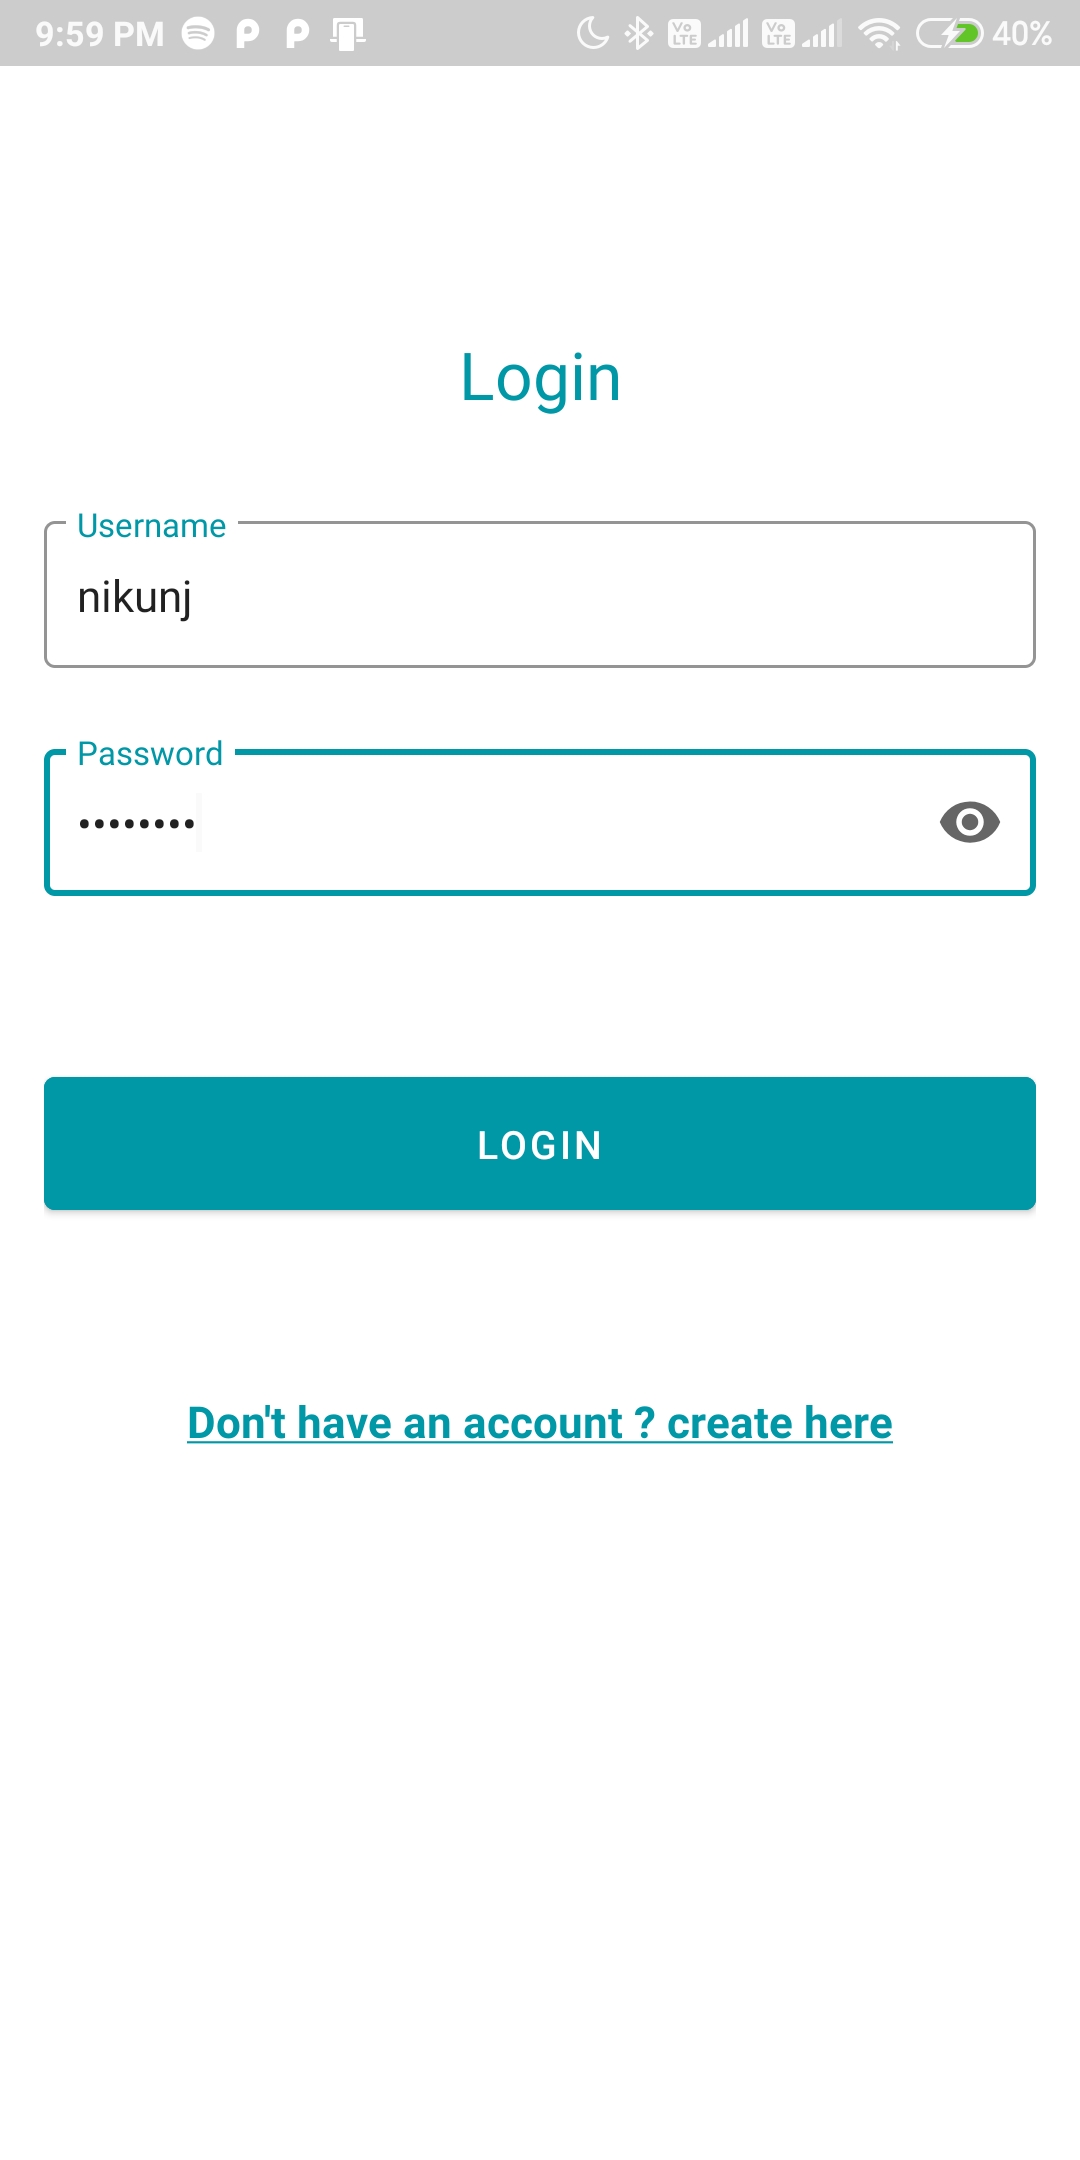 9:59 PM Vo LTE Vo LTE 40%
Login
Username
nikunj
Password
••••••••
LOGIN
Don't have an account ? create here